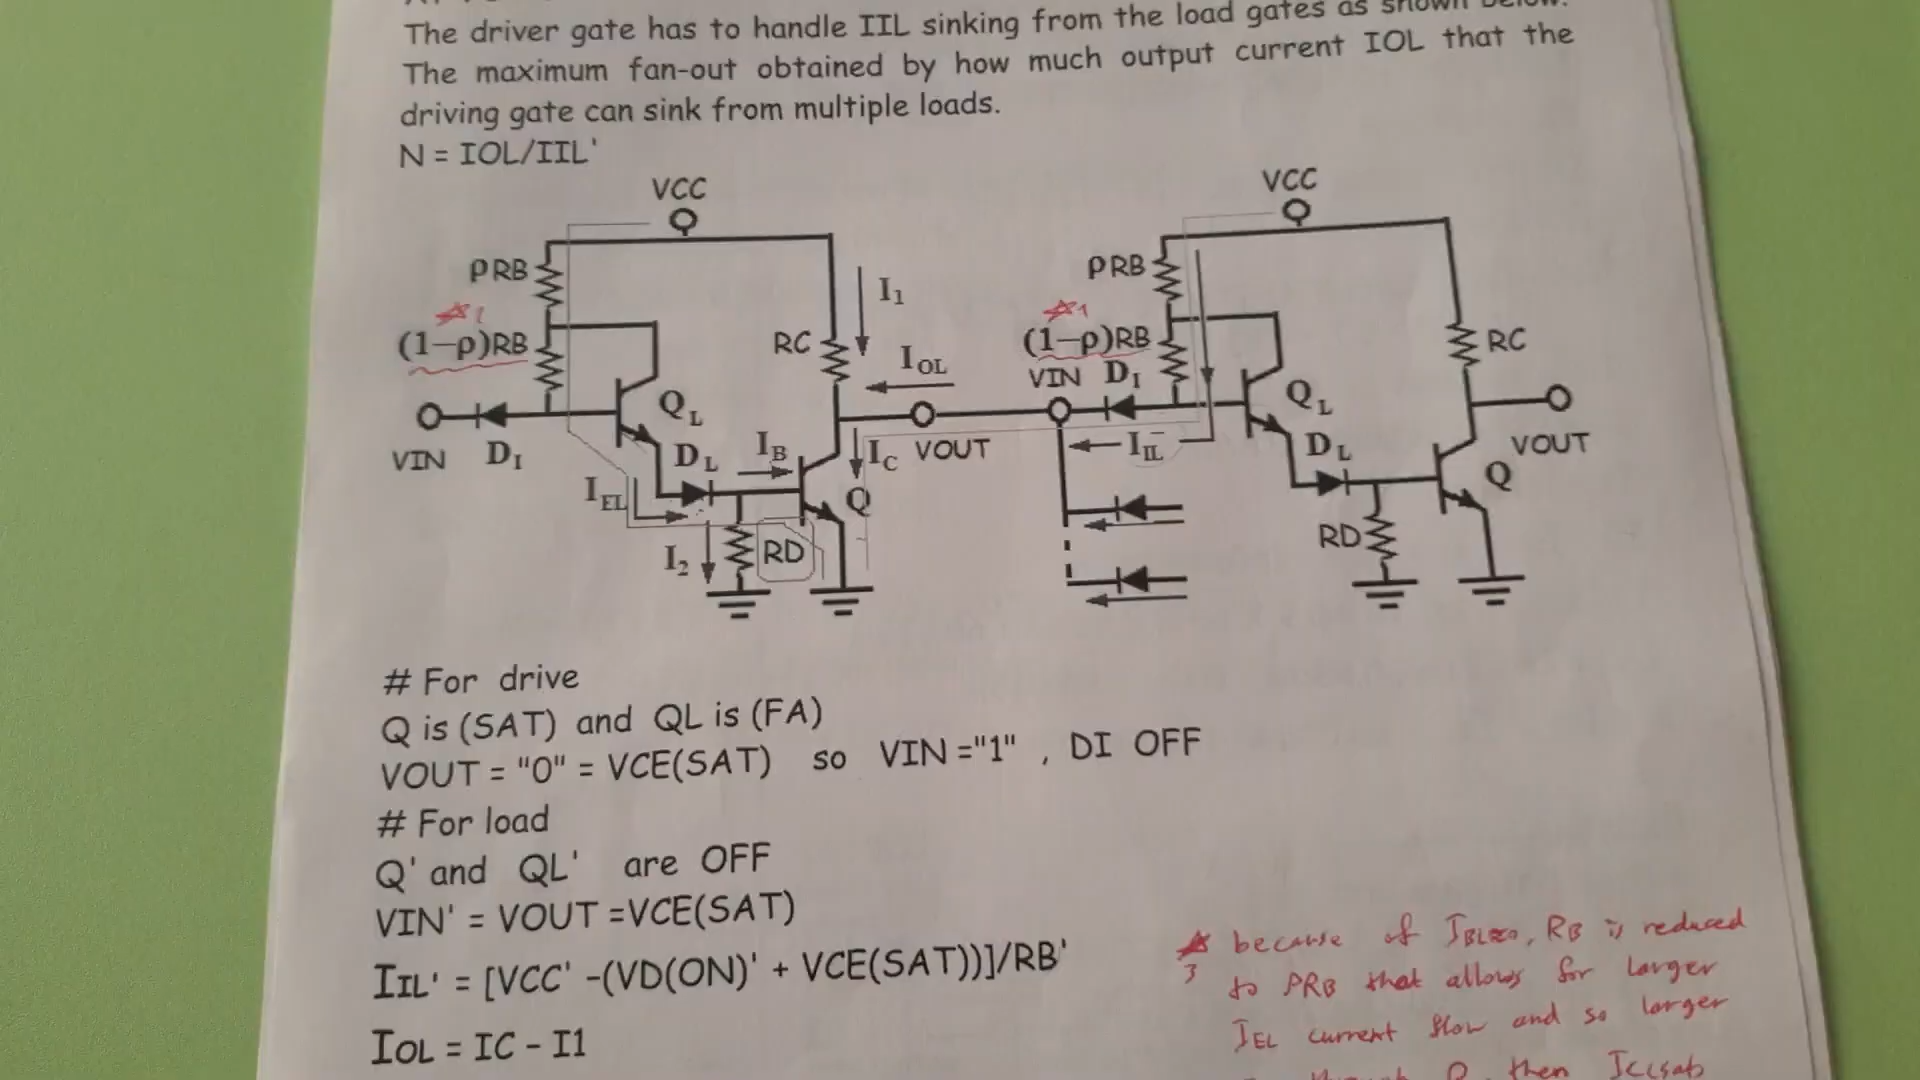 The driver gate has to handle IIL sinking from the load gates as shown below.
The maximum fan-out obtained by how much output current IOL that the
driving gate can sink from multiple loads.
N = IOL/IIL'
VCC
VCC
ρRB
I1
ρRB
☆1
(1-ρ)RB
RC
IOL
☆1
(1-ρ)RB
VIN DI
RC
QL
QL
VIN DI
DL
IB
IC VOUT
IIL
DL
VOUT
IEL
Q
Q
I2
RD
RD
# For drive
Q is (SAT) and QL is (FA)
VOUT = "0" = VCE(SAT) so VIN ="1" , DI OFF
# For load
Q' and QL' are OFF
VIN' = VOUT =VCE(SAT)
IIL' = [VCC' -(VD(ON)' + VCE(SAT))]/RB'
IOL = IC - I1
☆3 because of , RB is reduced
to ρRB that allows for larger
IEL current flow and so larger
Q then